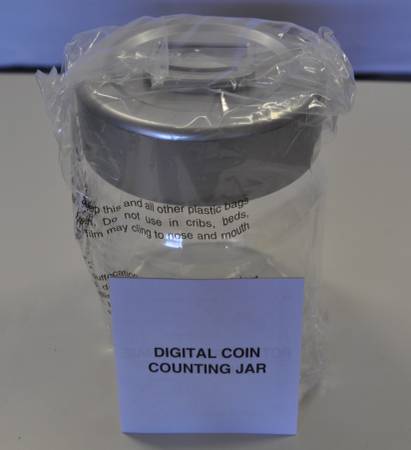 this and all other plastic bags
Do not use in cribs, beds,
film may cling to nose and mouth
DIGITAL COIN
COUNTING JAR